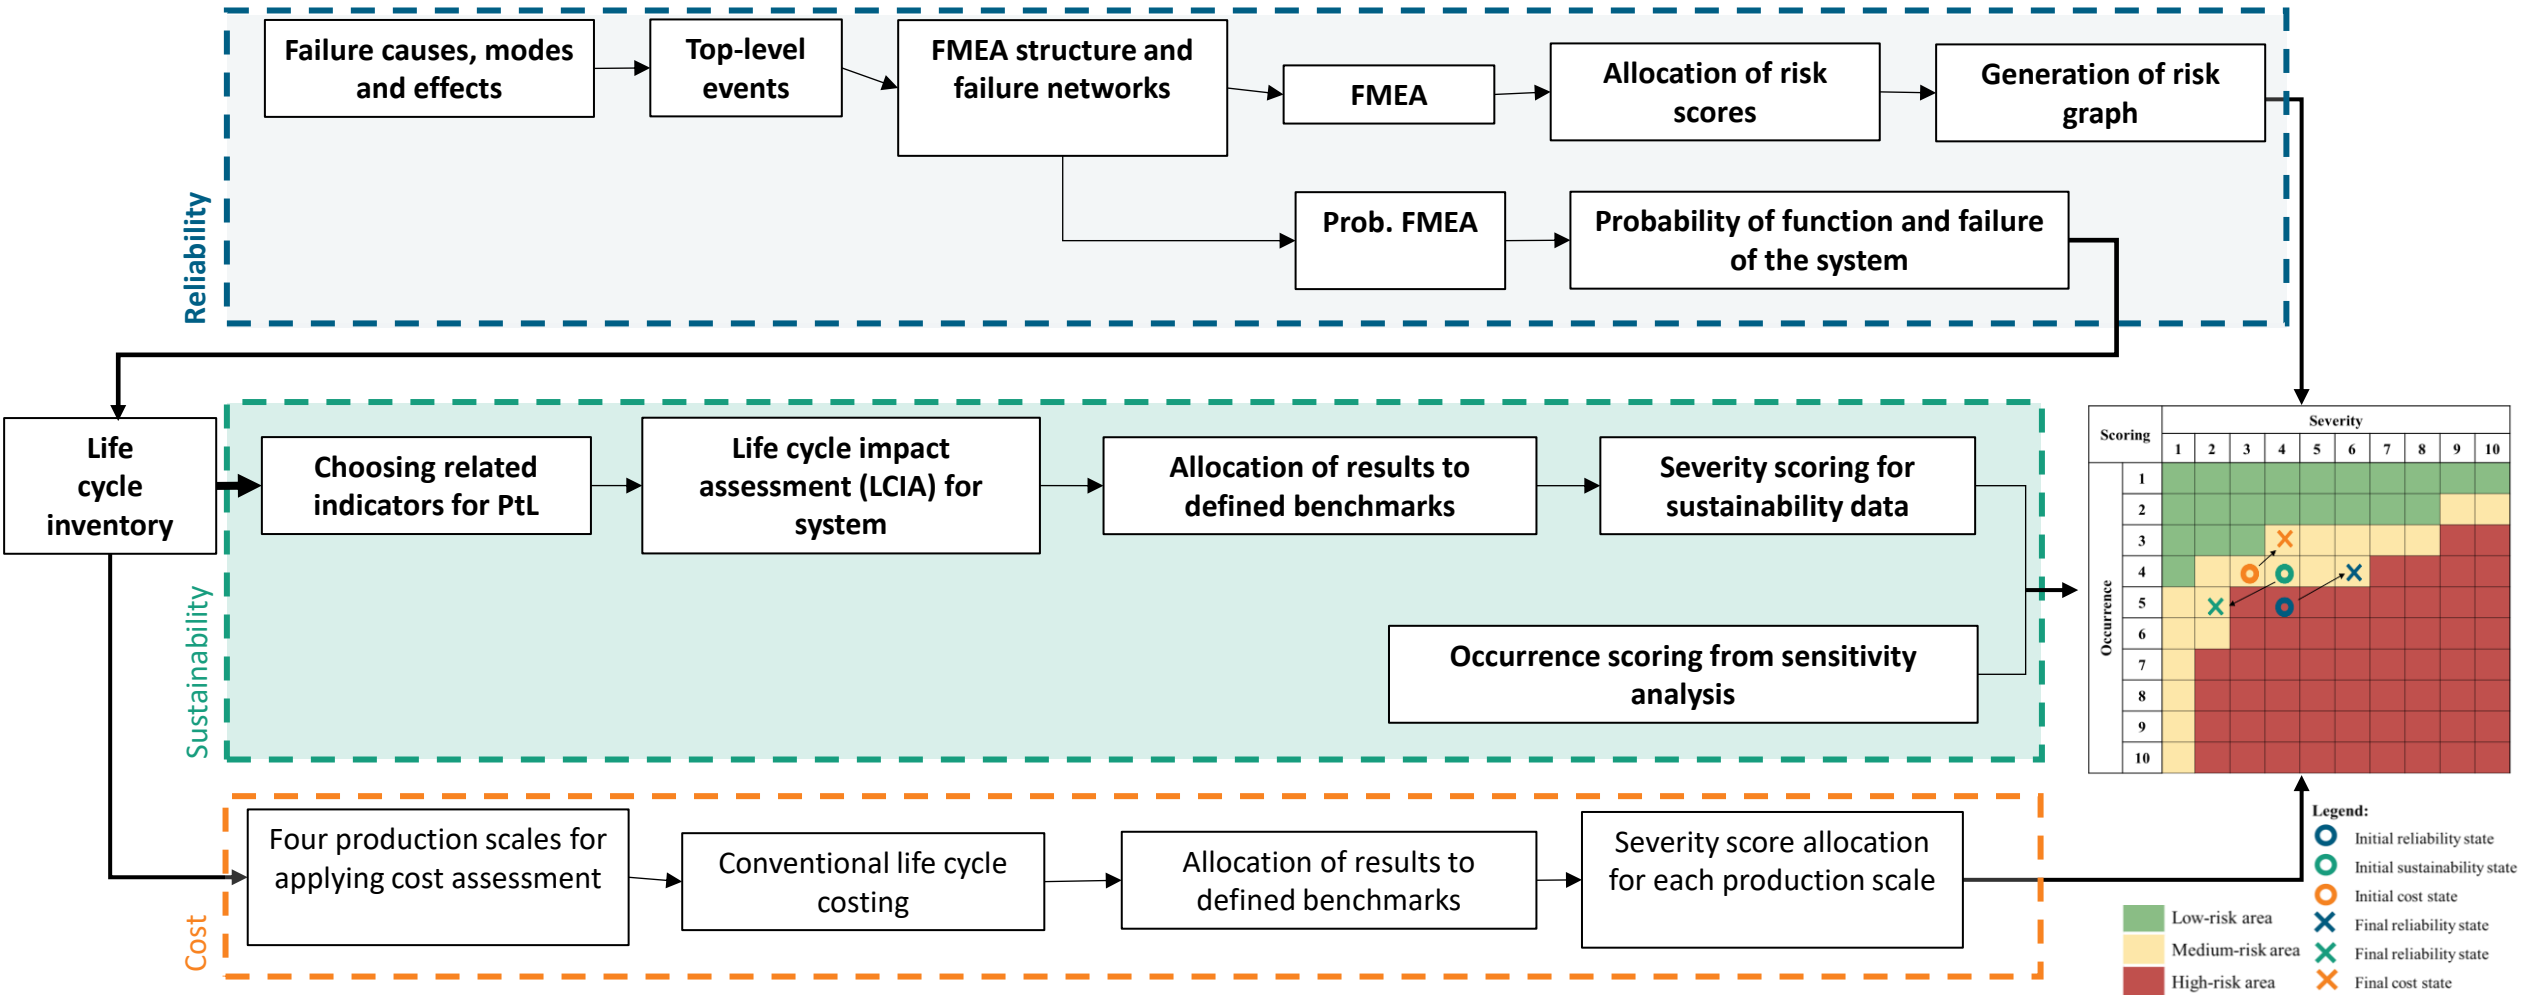 Failure causes, modes
and effects
Top-level
events
FMEA structure and
failure networks
FMEA
Allocation of risk
scores
Generation of risk
graph
Prob. FMEA
Probability of function and failure
of the system
Reliability
Life
cycle
inventory
Choosing related
indicators for PtL
Life cycle impact
assessment (LCIA) for
system
Allocation of results to
defined benchmarks
Severity scoring for
sustainability data
Occurrence scoring from sensitivity
analysis
Sustainability
Four production scales for
applying cost assessment
Conventional life cycle
costing
Allocation of results to
defined benchmarks
Severity score allocation
for each production scale
Cost
Scoring
Severity
1 2 3 4 5 6 7 8 9 10
Occurrence
1
2
3
4
5
6
7
8
9
10
Legend:
Initial reliability state
Initial sustainability state
Initial cost state
Final reliability state
Final reliability state
Final cost state
Low-risk area
Medium-risk area
High-risk area